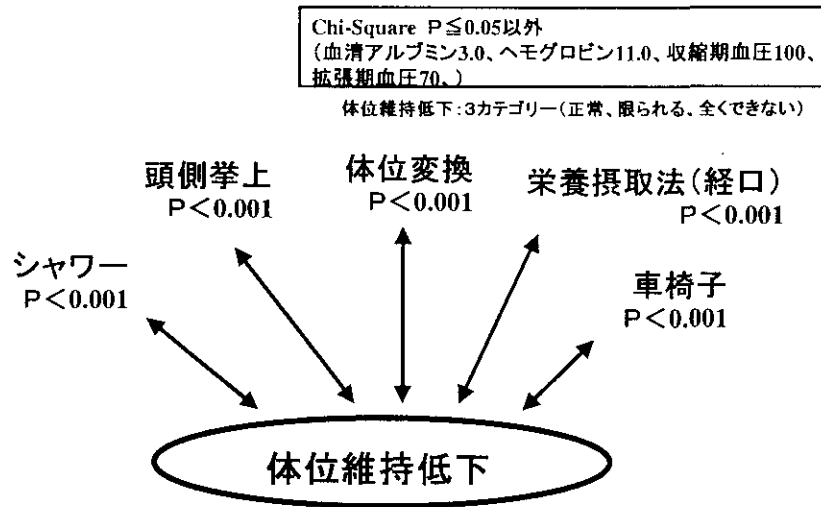 Chi-Square P≦0.05以外
(血清アルブミン3.0、ヘモグロビン11.0、収縮期血圧100、
拡張期血圧70、)
体位維持低下:3カテゴリー(正常、限られる、全くできない)
頭側挙上
P<0.001
体位変換
P<0.001
栄養摂取法(経口)
P<0.001
シャワー
P<0.001
車椅子
P<0.001
体位維持低下